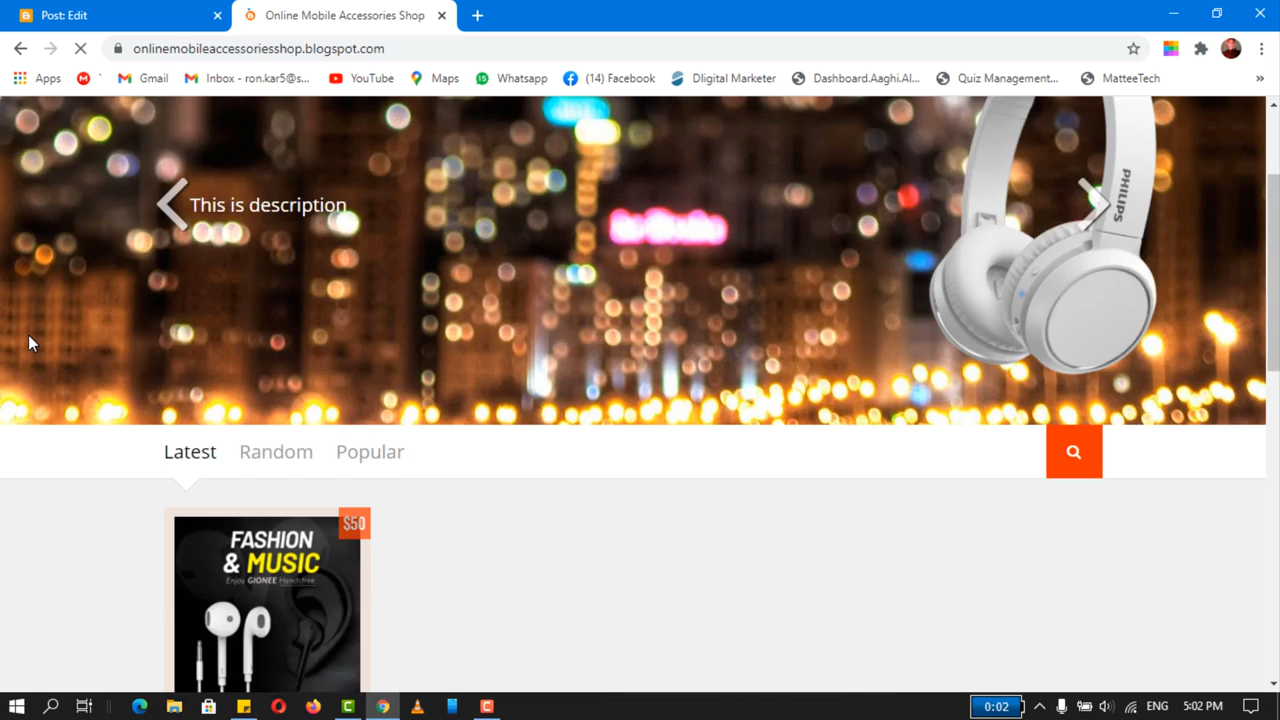 Post: Edit
Online Mobile Accessories Shop
onlinemobileaccessoriesshop.blogspot.com
Apps
Gmail
Inbox - ron.kar5@s...
YouTube
Maps
Whatsapp
(14) Facebook
Dligital Marketer
Dashboard.Aaghi.Al...
Quiz Management...
MatteeTech
»
This is description
PHILIPS
Latest
Random
Popular
$50
FASHION
& MUSIC
Enjoy GIONEE Handsfree
0:02
ENG
5:02 PM